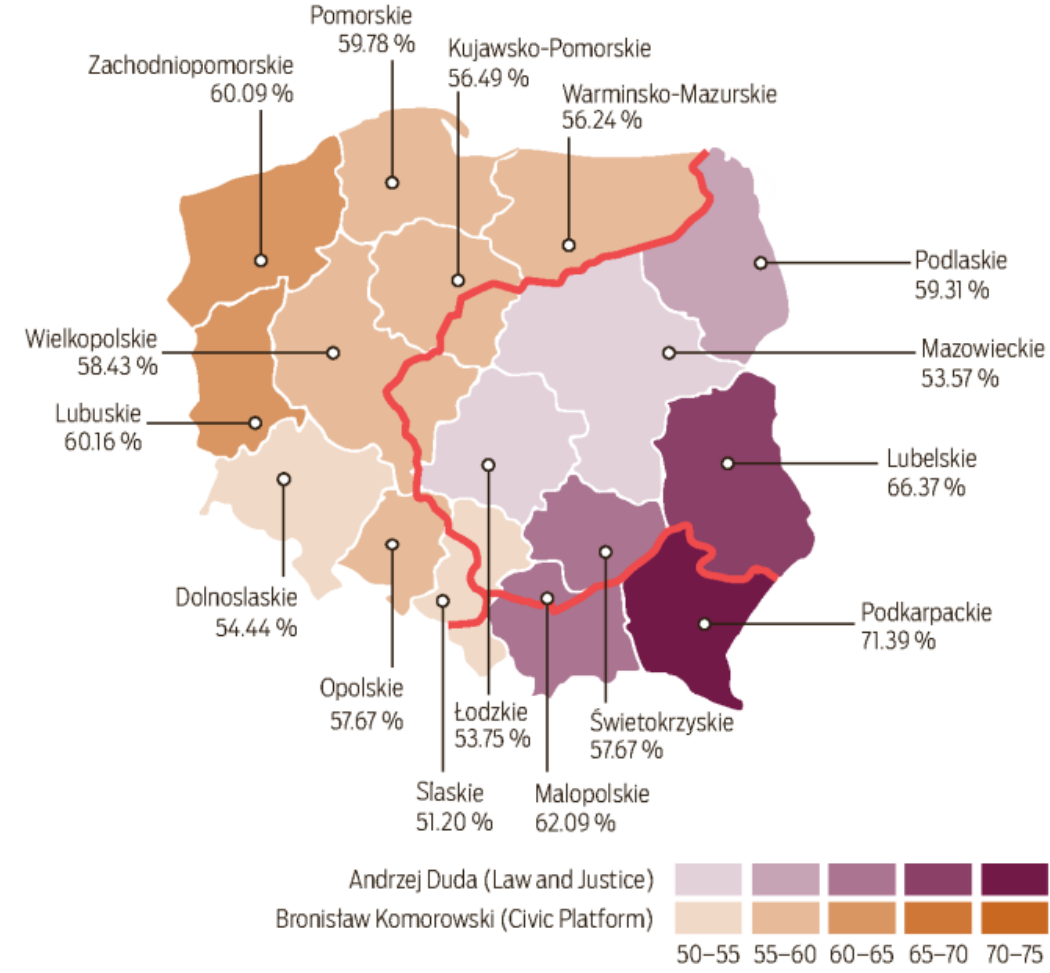 Pomorskie
59.78 %
Kujawsko-Pomorskie
56.49 %
Zachodniopomorskie
60.09 %
Warminsko-Mazurskie
56.24 %
Podlaskie
59.31 %
Wielkopolskie
58.43 %
Mazowieckie
53.57 %
Lubuskie
60.16 %
Lubelskie
66.37 %
Dolnoslaskie
54.44 %
Podkarpackie
71.39 %
Opolskie
57.67 %
Łodzkie
53.75 %
Świetokrzyskie
57.67 %
Slaskie
51.20 %
Malopolskie
62.09 %
Andrzej Duda (Law and Justice)
Bronisław Komorowski (Civic Platform)
50–55 55–60 60–65 65–70 70–75